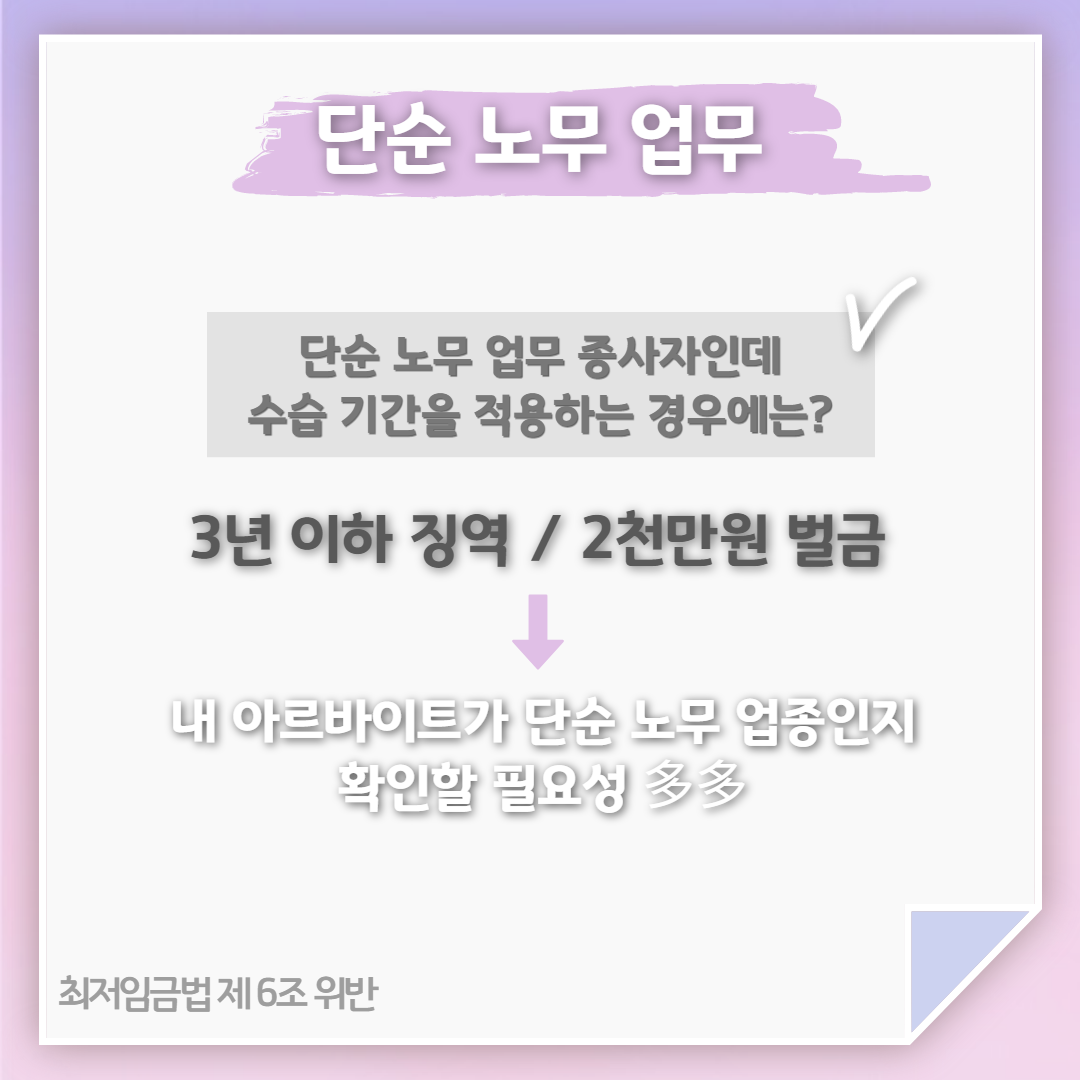 단순 노무 업무
단순 노무 업무 종사자인데
수습 기간을 적용하는 경우에는?
3년 이하 징역 / 2천만원 벌금
내 아르바이트가 단순 노무 업종인지
확인할 필요성 多多
최저임금법 제 6조 위반